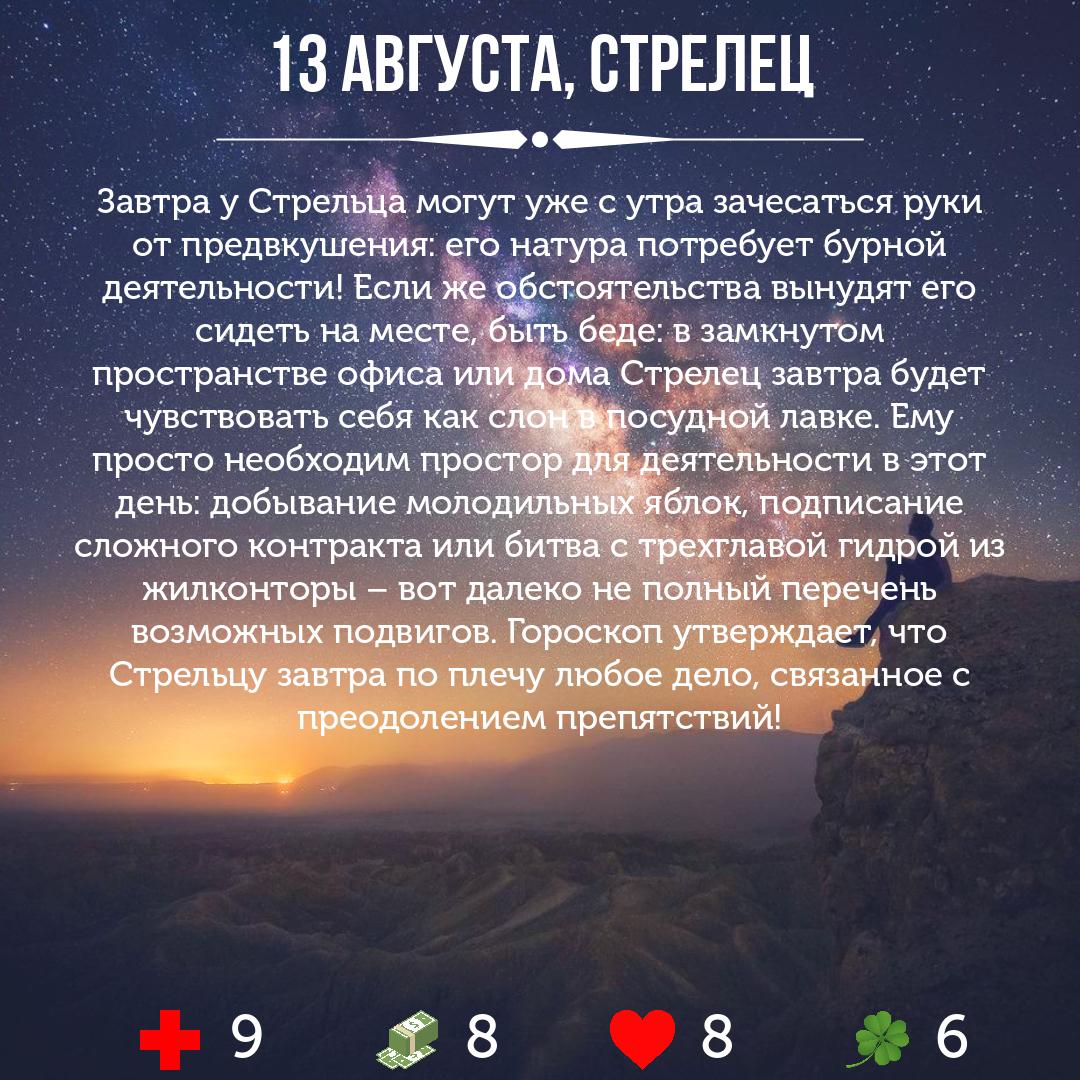 13 АВГУСТА, СТРЕЛЕЦ
Завтра у Стрельца могут уже с утра зачесаться руки
от предвкушения: его натура потребует бурной
деятельности! Если же обстоятельства вынудят его
сидеть на месте, быть беде: в замкнутом
пространстве офиса или дома Стрелец завтра будет
чувствовать себя как слон в посудной лавке. Ему
просто необходим простор для деятельности в этот
день: добывание молодильных яблок, подписание
сложного контракта или битва с трехглавой гидрой из
жилконторы – вот далеко не полный перечень
возможных подвигов. Гороскоп утверждает, что
Стрельцу завтра по плечу любое дело, связанное с
преодолением препятствий!
9 8 8 6